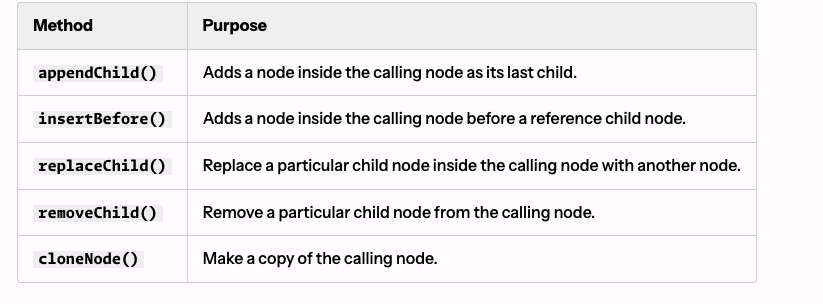 Method Purpose
appendChild() Adds a node inside the calling node as its last child.
insertBefore() Adds a node inside the calling node before a reference child node.
replaceChild() Replace a particular child node inside the calling node with another node.
removeChild() Remove a particular child node from the calling node.
cloneNode() Make a copy of the calling node.